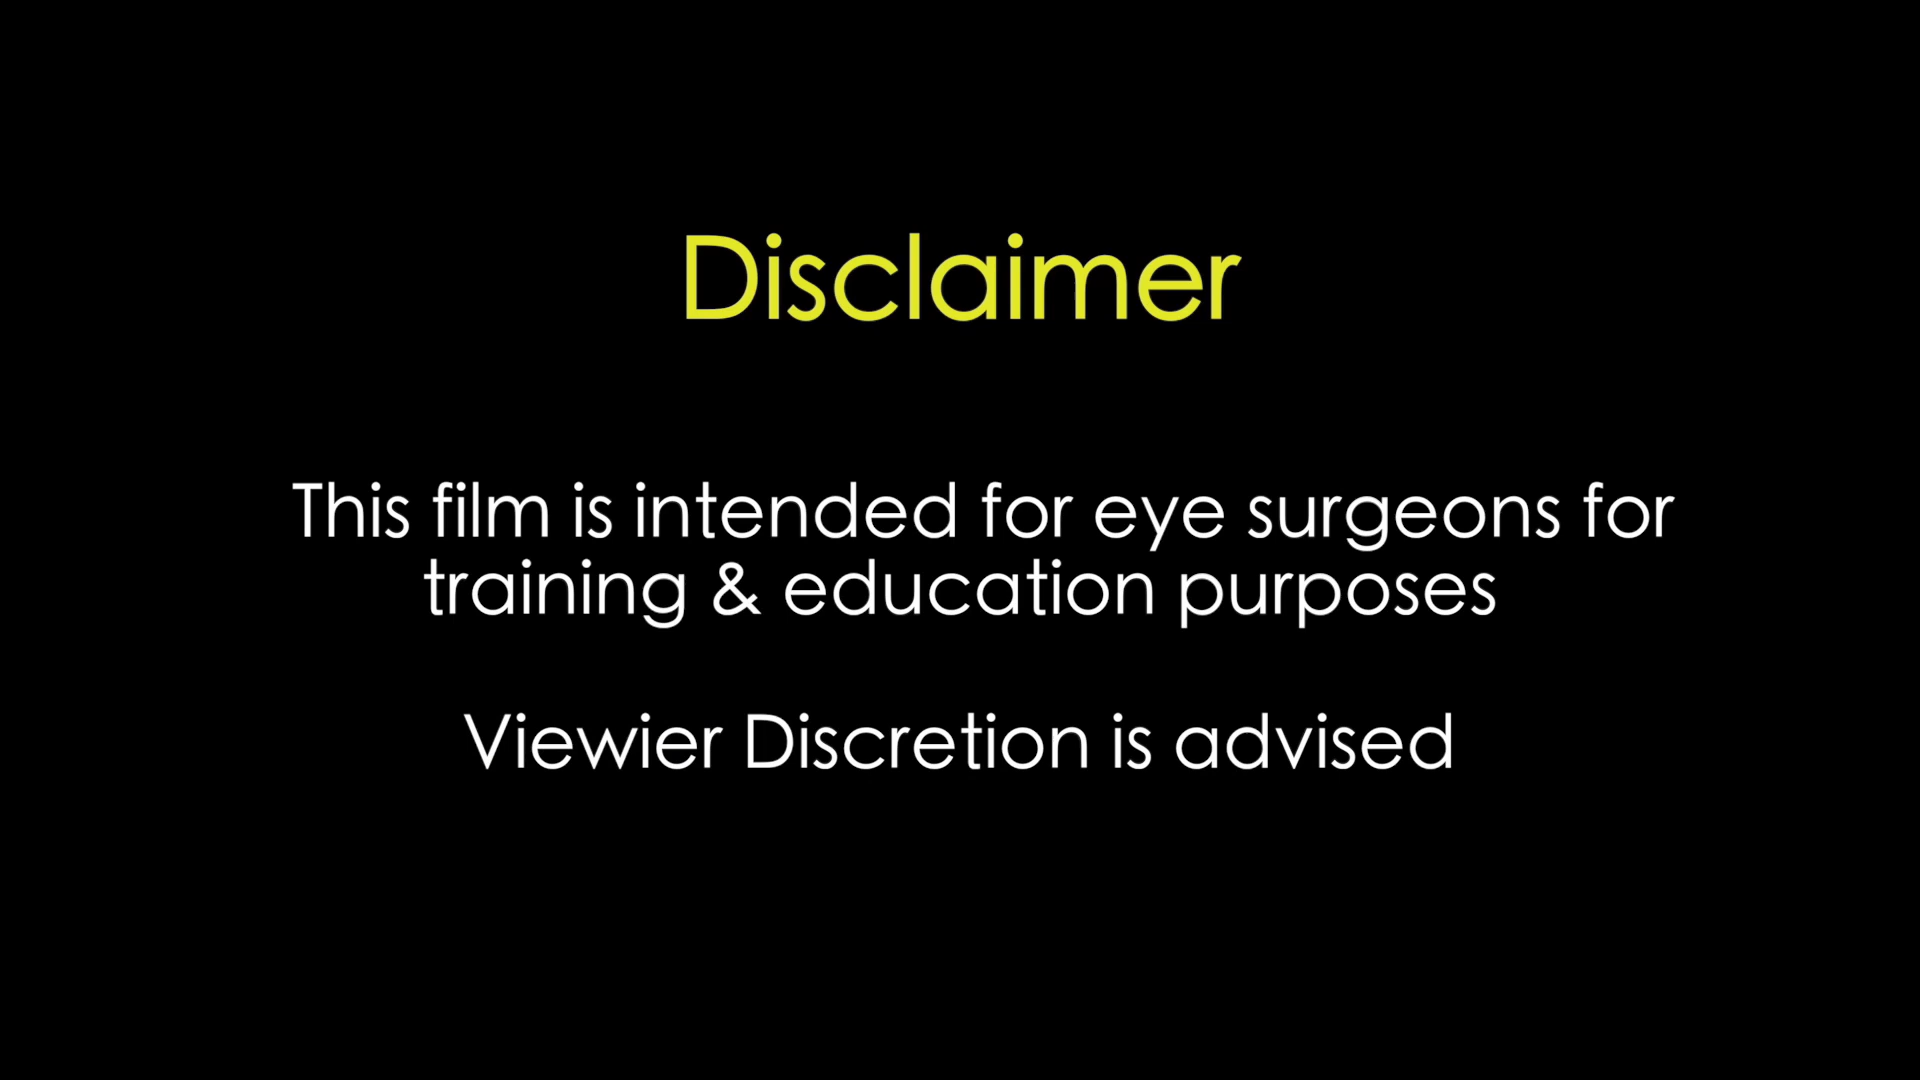 Disclaimer
This film is intended for eye surgeons for
training & education purposes
Viewier Discretion is advised